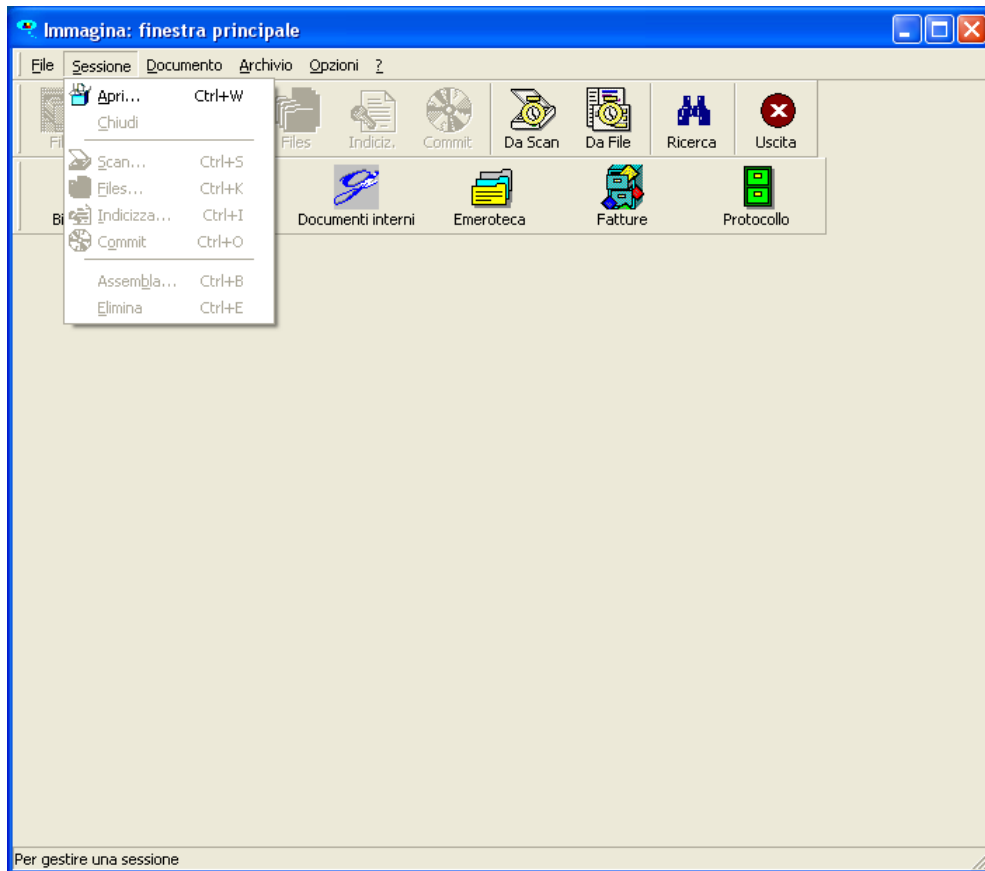 Immagina: finestra principale
File Sessione Documento Archivio Opzioni ?
Apri... Ctrl+W
Chiudi
Scan... Ctrl+S
Files... Ctrl+K
Indicizza... Ctrl+I
Commit Ctrl+O
Assembla... Ctrl+B
Elimina Ctrl+E
Files Indiciz. Commit Da Scan Da File Ricerca Uscita
Documenti interni Emeroteca Fatture Protocollo
Per gestire una sessione